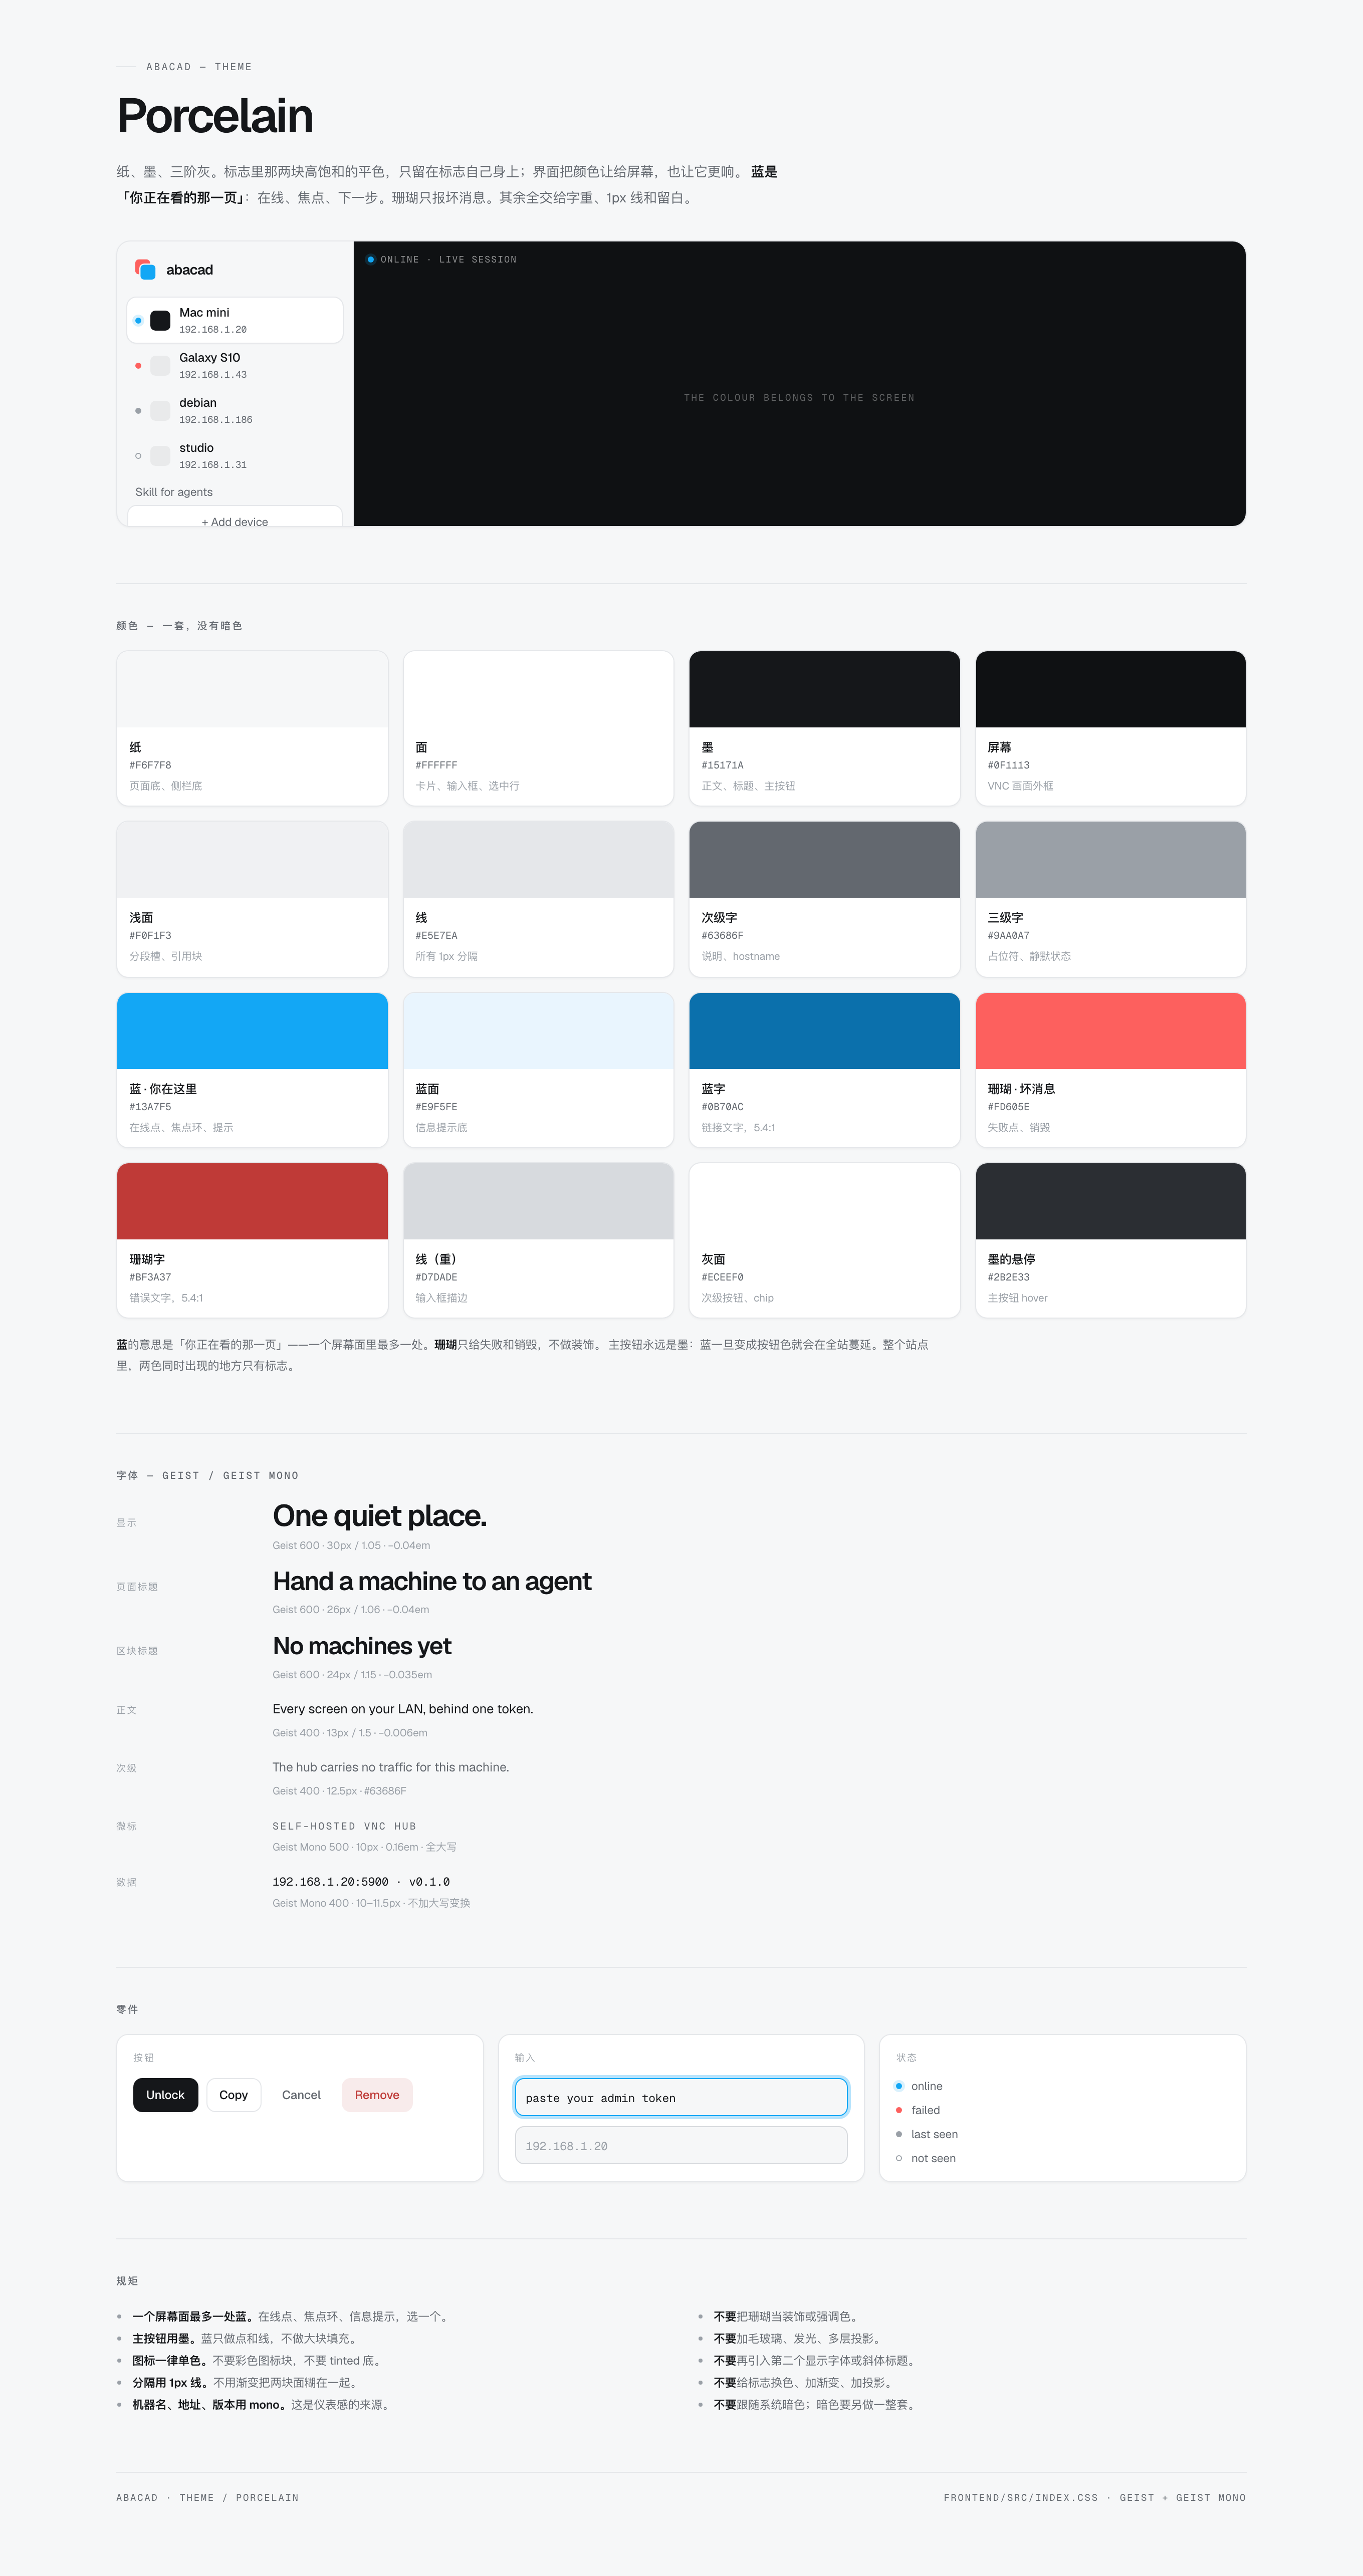 ABACAD — THEME
Porcelain
纸、墨、三阶灰。标志里那两块高饱和的平色，只留在标志自己身上；界面把颜色让给屏幕，也让它更响。 蓝是
「你正在看的那一页」：在线、焦点、下一步。珊瑚只报坏消息。其余全交给字重、1px 线和留白。
abacad
Mac mini
192.168.1.20
Galaxy S10
192.168.1.43
debian
192.168.1.186
studio
192.168.1.31
Skill for agents
+ Add device
ONLINE · LIVE SESSION
THE COLOUR BELONGS TO THE SCREEN
颜色 — 一套，没有暗色
纸
#F6F7F8
页面底、侧栏底
面
#FFFFFF
卡片、输入框、选中行
墨
#15171A
正文、标题、主按钮
屏幕
#0F1113
VNC 画面外框
浅面
#F0F1F3
分段槽、引用块
线
#E5E7EA
所有 1px 分隔
次级字
#63686F
说明、hostname
三级字
#9AA0A7
占位符、静默状态
蓝 · 你在这里
#13A7F5
在线点、焦点环、提示
蓝面
#E9F5FE
信息提示底
蓝字
#0B70AC
链接文字，5.4:1
珊瑚 · 坏消息
#FD605E
失败点、销毁
珊瑚字
#BF3A37
错误文字，5.4:1
线（重）
#D7DADE
输入框描边
灰面
#ECEEF0
次级按钮、chip
墨的悬停
#2B2E33
主按钮 hover
蓝的意思是「你正在看的那一页」——一个屏幕面里最多一处。珊瑚只给失败和销毁，不做装饰。 主按钮永远是墨：蓝一旦变成按钮色就会在全站蔓延。整个站点
里，两色同时出现的地方只有标志。
字体 — GEIST / GEIST MONO
显示
One quiet place.
Geist 600 · 30px / 1.05 · −0.04em
页面标题
Hand a machine to an agent
Geist 600 · 26px / 1.06 · −0.04em
区块标题
No machines yet
Geist 600 · 24px / 1.15 · −0.035em
正文
Every screen on your LAN, behind one token.
Geist 400 · 13px / 1.5 · −0.006em
次级
The hub carries no traffic for this machine.
Geist 400 · 12.5px · #63686F
微标
SELF-HOSTED VNC HUB
Geist Mono 500 · 10px · 0.16em · 全大写
数据
192.168.1.20:5900 · v0.1.0
Geist Mono 400 · 10–11.5px · 不加大写变换
零件
按钮
Unlock
Copy
Cancel
Remove
输入
paste your admin token
192.168.1.20
状态
online
failed
last seen
not seen
规矩
一个屏幕面最多一处蓝。在线点、焦点环、信息提示，选一个。
主按钮用墨。蓝只做点和线，不做大块填充。
图标一律单色。不要彩色图标块，不要 tinted 底。
分隔用 1px 线。不用渐变把两块面糊在一起。
机器名、地址、版本用 mono。这是仪表感的来源。
不要把珊瑚当装饰或强调色。
不要加毛玻璃、发光、多层投影。
不要再引入第二个显示字体或斜体标题。
不要给标志换色、加渐变、加投影。
不要跟随系统暗色；暗色要另做一整套。
ABACAD · THEME / PORCELAIN
FRONTEND/SRC/INDEX.CSS · GEIST + GEIST MONO